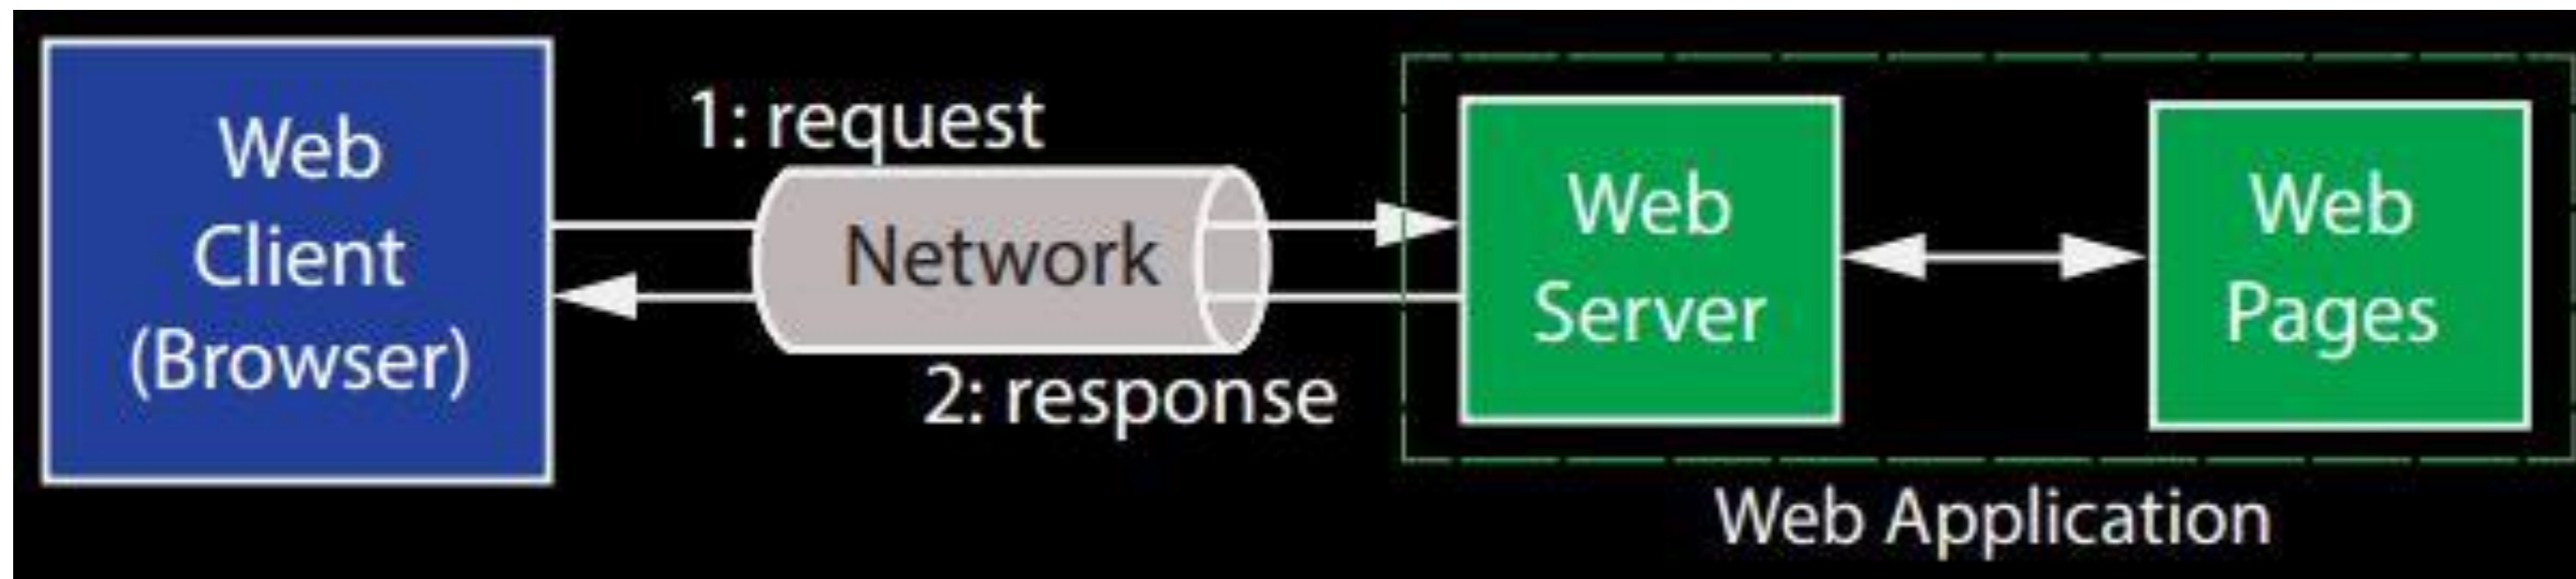 Web
Client
(Browser)
1: request
Network
2: response
Web
Server
Web
Pages
Web Application